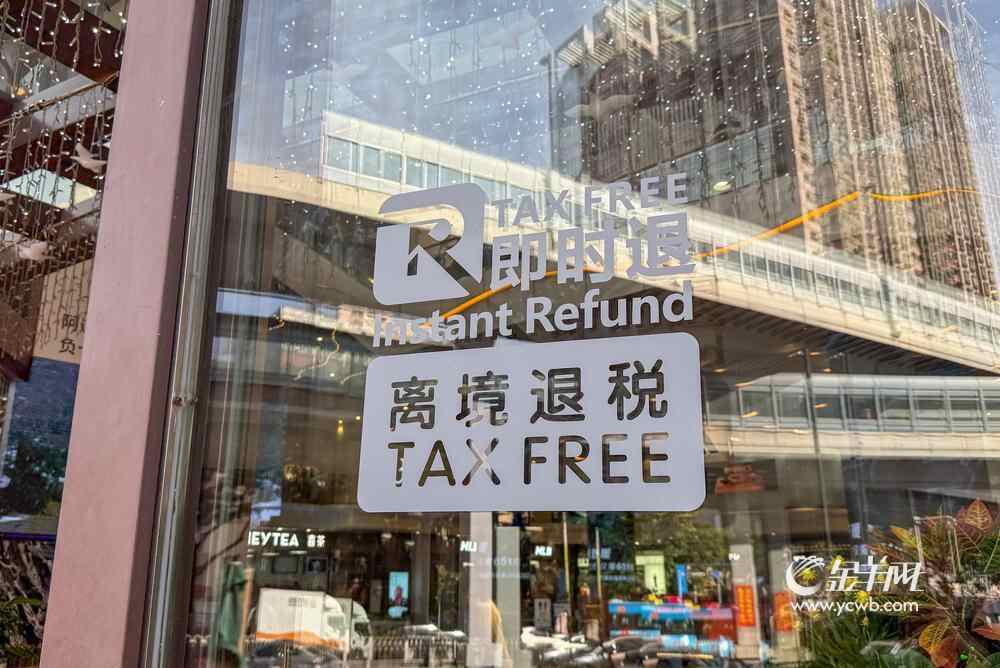 TAX FREE
即时退
Instant Refund
离境退税
TAX FREE
HEYTEA 喜茶
金羊网
www.ycwb.com